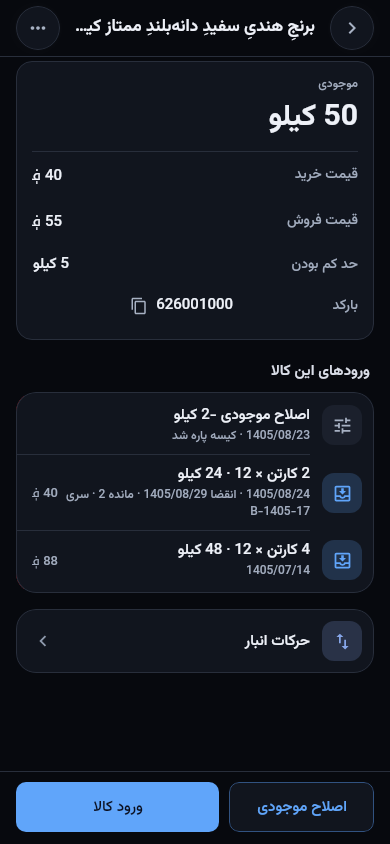 برنجِ هندیِ سفیدِ دانه‌بلندِ ممتاز کیـ...
موجودی
50 کیلو
قیمت خرید
40 ؋
قیمت فروش
55 ؋
حد کم بودن
5 کیلو
بارکد
626001000
ورودهای این کالا
اصلاح موجودی -2 کیلو
1405/08/23 · کیسه پاره شد
2 کارتن × 12 · 24 کیلو
1405/08/24 · انقضا 1405/08/29 · مانده 2 · سری
B-1405-17
40 ؋
4 کارتن × 12 · 48 کیلو
1405/07/14
88 ؋
حرکات انبار
اصلاح موجودی
ورود کالا